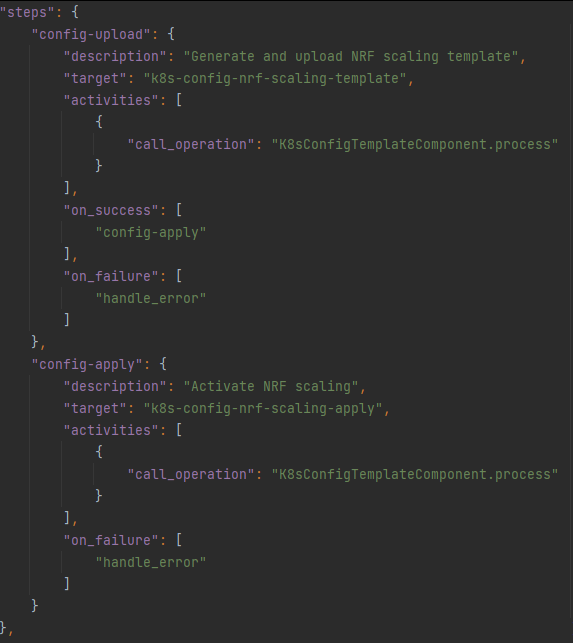 "steps": {
    "config-upload": {
        "description": "Generate and upload NRF scaling template",
        "target": "k8s-config-nrf-scaling-template",
        "activities": [
            {
                "call_operation": "K8sConfigTemplateComponent.process"
            }
        ],
        "on_success": [
            "config-apply"
        ],
        "on_failure": [
            "handle_error"
        ]
    },
    "config-apply": {
        "description": "Activate NRF scaling",
        "target": "k8s-config-nrf-scaling-apply",
        "activities": [
            {
                "call_operation": "K8sConfigTemplateComponent.process"
            }
        ],
        "on_failure": [
            "handle_error"
        ]
    }
},